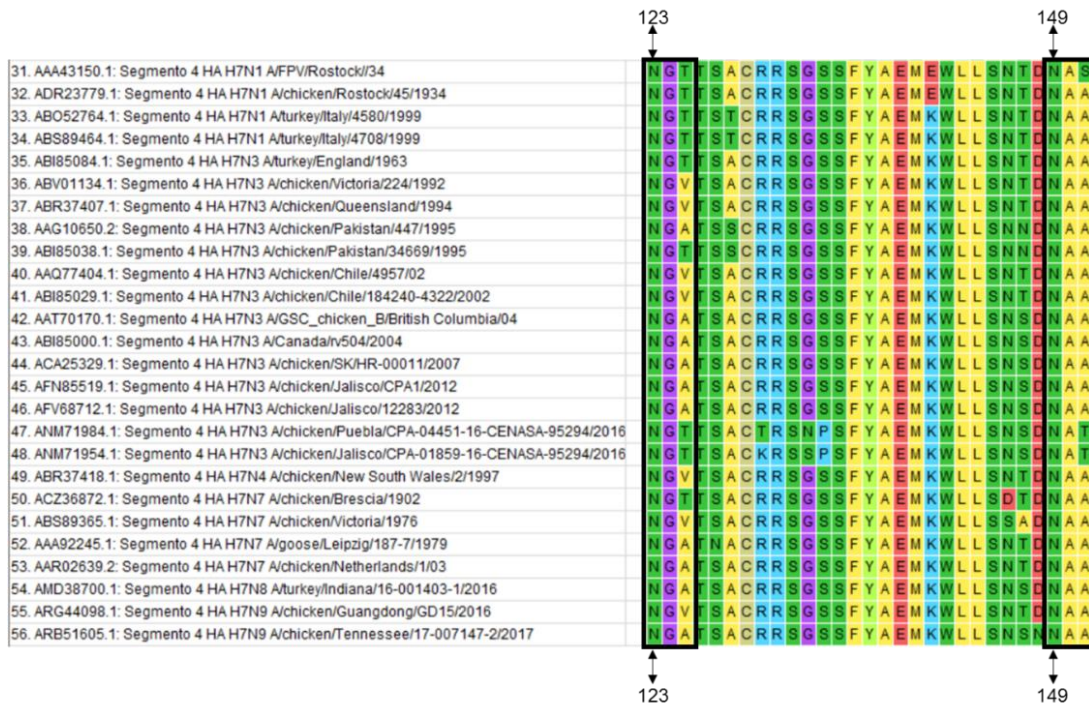 123 149
31. AAA43150.1: Segmento 4 HA H7N1 A/FPV/Rostock//34 N G T T S A C R R S G S S F Y A E M E W L L S N T D N A S
32. ADR23779.1: Segmento 4 HA H7N1 A/chicken/Rostock/45/1934 N G T T S A C R R S G S S F Y A E M E W L L S N T D N A A
33. ABO52764.1: Segmento 4 HA H7N1 A/turkey/Italy/4580/1999 N G T T S T C R R S G S S F Y A E M K W L L S N T D N A A
34. ABS89464.1: Segmento 4 HA H7N1 A/turkey/Italy/4708/1999 N G T T S T C R R S G S S F Y A E M K W L L S N T D N A A
35. ABI85084.1: Segmento 4 HA H7N3 A/turkey/England/1963 N G T T S A C R R S G S S F Y A E M K W L L S N T D N A A
36. ABV01134.1: Segmento 4 HA H7N3 A/chicken/Victoria/224/1992 N G V T S A C R R S G S S F Y A E M K W L L S N T D N A A
37. ABR37407.1: Segmento 4 HA H7N3 A/chicken/Queensland/1994 N G V T S A C R R S G S S F Y A E M K W L L S N T D N A A
38. AAG10650.2: Segmento 4 HA H7N3 A/chicken/Pakistan/447/1995 N G A T S S C R R S G S S F Y A E M K W L L S N N D N A A
39. ABI85038.1: Segmento 4 HA H7N3 A/chicken/Pakistan/34669/1995 N G T T S S C R R S G S S F Y A E M K W L L S N N D N A A
40. AAQ77404.1: Segmento 4 HA H7N3 A/chicken/Chile/4957/02 N G V T S A C R R S G S S F Y A E M K W L L S N T D N A A
41. ABI85029.1: Segmento 4 HA H7N3 A/chicken/Chile/184240-4322/2002 N G V T S A C R R S G S S F Y A E M K W L L S N T D N A A
42. AAT70170.1: Segmento 4 HA H7N3 A/GSC_chicken_B/British Columbia/04 N G A T S A C R R S G S S F Y A E M K W L L S N S D N A A
43. ABI85000.1: Segmento 4 HA H7N3 A/Canada/rv504/2004 N G A T S A C R R S G S S F Y A E M K W L L S N S D N A A
44. ACA25329.1: Segmento 4 HA H7N3 A/chicken/SK/HR-00011/2007 N G A T S A C R R S G S S F Y A E M K W L L S N S D N A A
45. AFN85519.1: Segmento 4 HA H7N3 A/chicken/Jalisco/CPA1/2012 N G A T S A C R R S G S S F Y A E M K W L L S N S D N A A
46. AFV68712.1: Segmento 4 HA H7N3 A/chicken/Jalisco/12283/2012 N G A T S A C R R S G S S F Y A E M K W L L S N S D N A A
47. ANM71984.1: Segmento 4 HA H7N3 A/chicken/Puebla/CPA-04451-16-CENASA-95294/2016 N G T T S A C T R S N P S F Y A E M K W L L S N S D N A T
48. ANM71954.1: Segmento 4 HA H7N3 A/chicken/Jalisco/CPA-01859-16-CENASA-95294/2016 N G T T S A C K R S S P S F Y A E M K W L L S N S D N A T
49. ABR37418.1: Segmento 4 HA H7N4 A/chicken/New South Wales/2/1997 N G V T S A C R R S G S S F Y A E M K W L L S N T D N A A
50. ACZ36872.1: Segmento 4 HA H7N7 A/chicken/Brescia/1902 N G T T S A C R R S G S S F Y A E M K W L L S D T D N A A
51. ABS89365.1: Segmento 4 HA H7N7 A/chicken/Victoria/1976 N G V T S A C R R S G S S F Y A E M K W L L S S A D N A A
52. AAA92245.1: Segmento 4 HA H7N7 A/goose/Leipzig/187-7/1979 N G A T N A C R R S G S S F Y A E M K W L L S N T D N A A
53. AAR02639.2: Segmento 4 HA H7N7 A/chicken/Netherlands/1/03 N G A T S A C R R S G S S F Y A E M K W L L S N T D N A A
54. AMD38700.1: Segmento 4 HA H7N8 A/turkey/Indiana/16-001403-1/2016 N G A T S A C R R S G S S F Y A E M K W L L S N S D N A A
55. ARG44098.1: Segmento 4 HA H7N9 A/chicken/Guangdong/GD15/2016 N G V T S A C R R S G S S F Y A E M K W L L S N T D N A A
56. ARB51605.1: Segmento 4 HA H7N9 A/chicken/Tennessee/17-007147-2/2017 N G A T S A C R R S G S S F Y A E M K W L L S N S N N A A
123 149